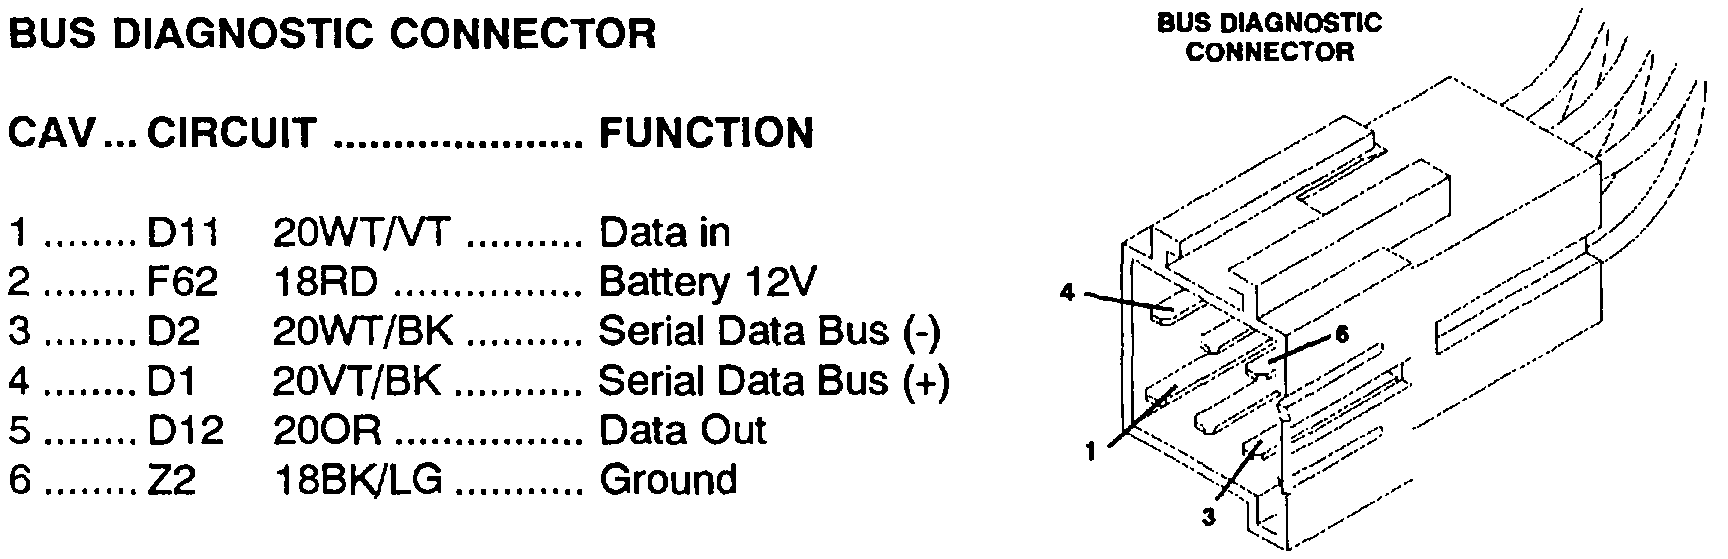 BUS DIAGNOSTIC CONNECTOR
CAV ... CIRCUIT ..................... FUNCTION
1 ........ D11 20WT/VT .......... Data in
2 ........ F62 18RD ................ Battery 12V
3 ........ D2 20WT/BK .......... Serial Data Bus (-)
4 ........ D1 20VT/BK ........... Serial Data Bus (+)
5 ........ D12 20OR ................ Data Out
6 ........ Z2 18BK/LG ........... Ground
BUS DIAGNOSTIC
CONNECTOR
4
6
1
3